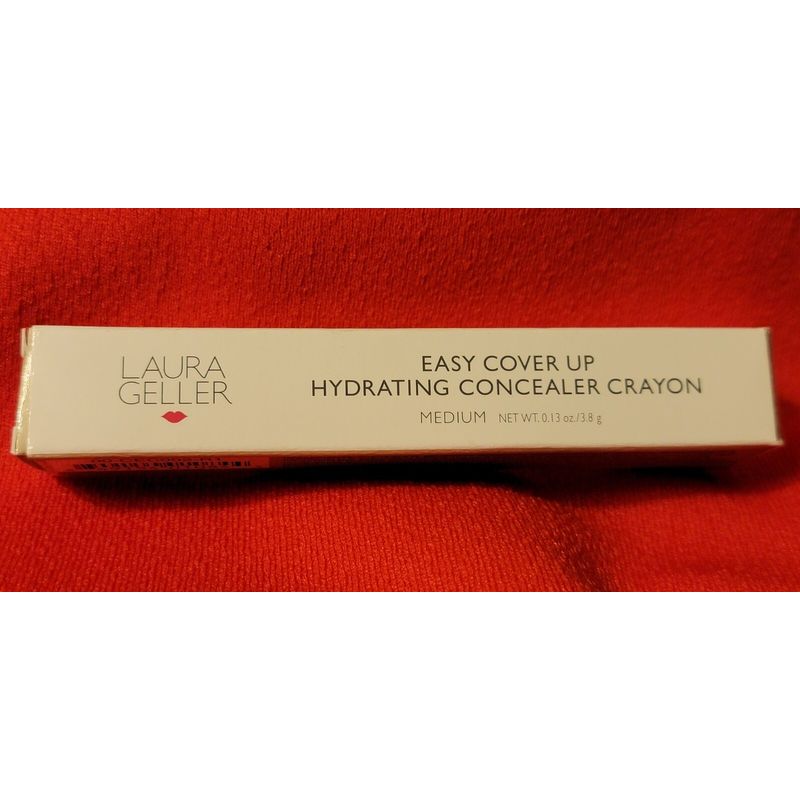 LAURA
GELLER
EASY COVER UP
HYDRATING CONCEALER CRAYON
MEDIUM NET WT. 0.13 oz./3.8 g